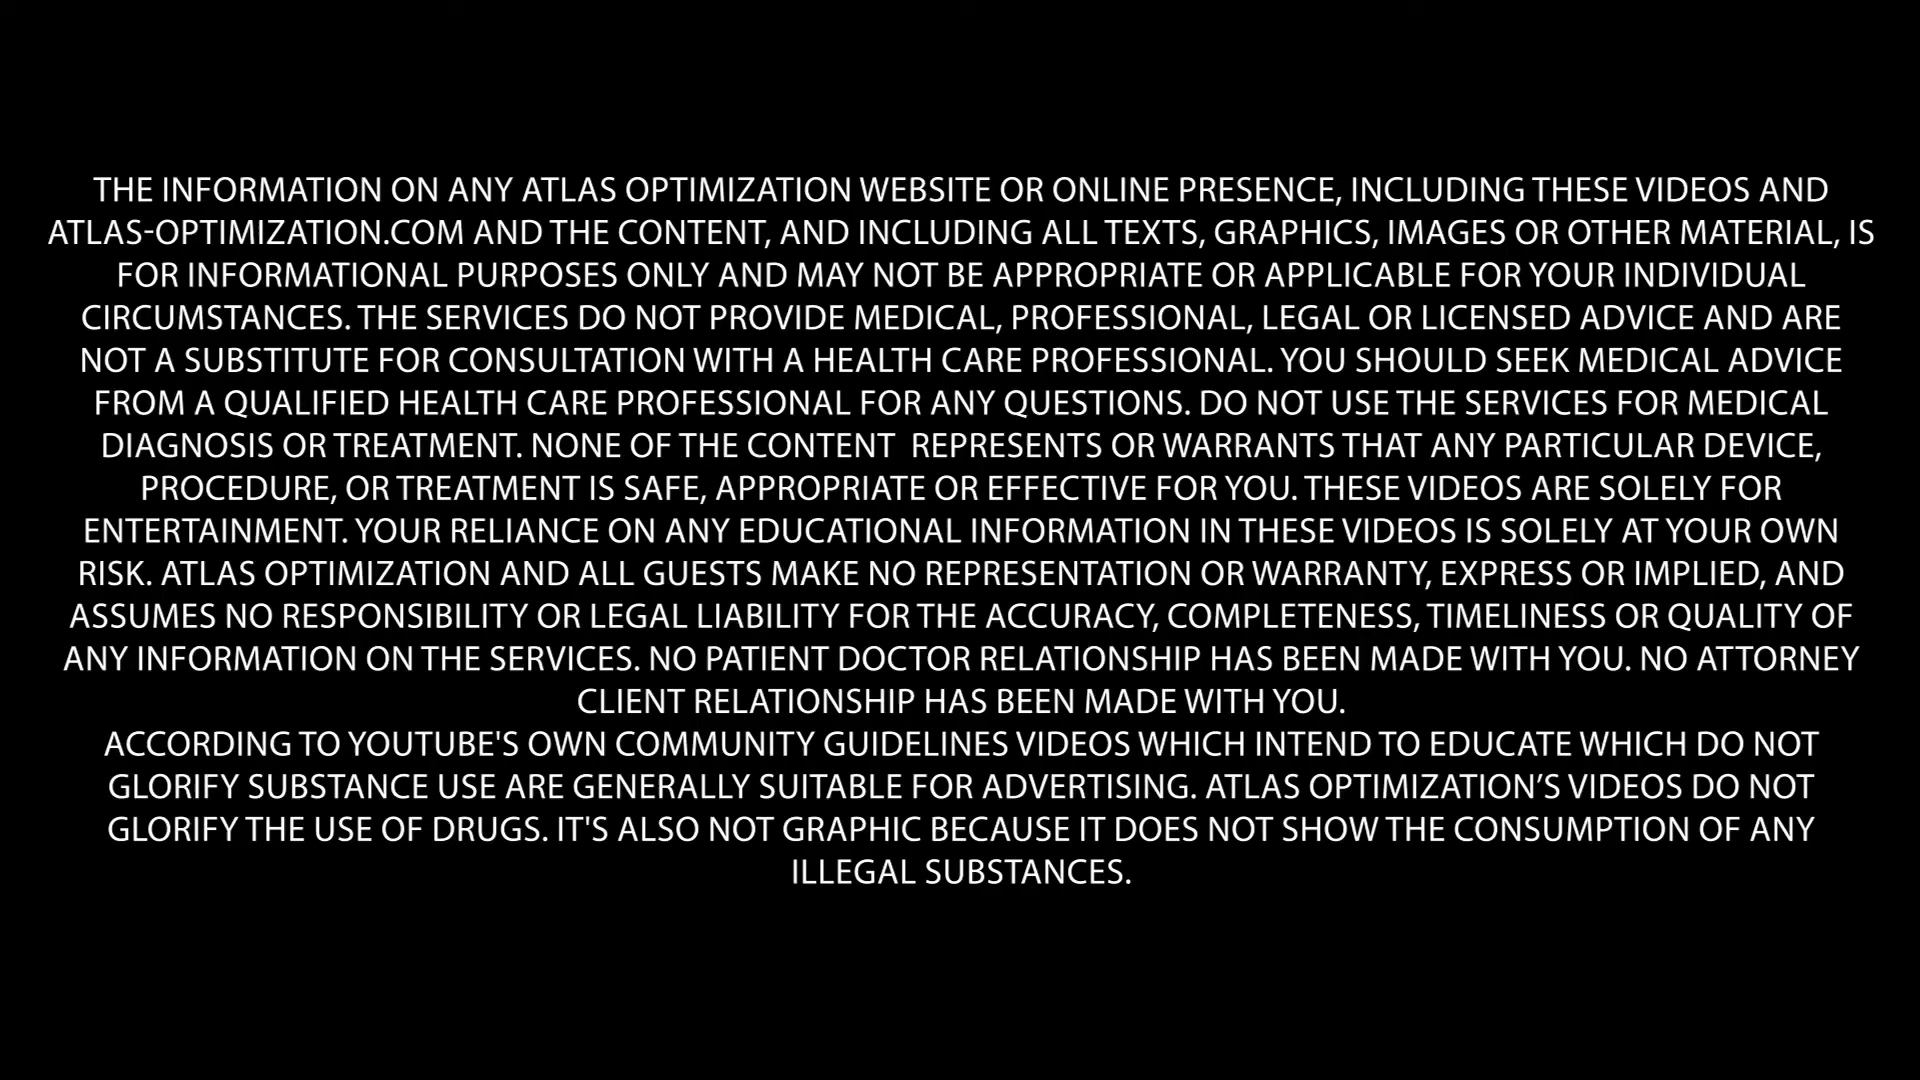 THE INFORMATION ON ANY ATLAS OPTIMIZATION WEBSITE OR ONLINE PRESENCE, INCLUDING THESE VIDEOS AND
ATLAS-OPTIMIZATION.COM AND THE CONTENT, AND INCLUDING ALL TEXTS, GRAPHICS, IMAGES OR OTHER MATERIAL, IS
FOR INFORMATIONAL PURPOSES ONLY AND MAY NOT BE APPROPRIATE OR APPLICABLE FOR YOUR INDIVIDUAL
CIRCUMSTANCES. THE SERVICES DO NOT PROVIDE MEDICAL, PROFESSIONAL, LEGAL OR LICENSED ADVICE AND ARE
NOT A SUBSTITUTE FOR CONSULTATION WITH A HEALTH CARE PROFESSIONAL. YOU SHOULD SEEK MEDICAL ADVICE
FROM A QUALIFIED HEALTH CARE PROFESSIONAL FOR ANY QUESTIONS. DO NOT USE THE SERVICES FOR MEDICAL
DIAGNOSIS OR TREATMENT. NONE OF THE CONTENT  REPRESENTS OR WARRANTS THAT ANY PARTICULAR DEVICE,
PROCEDURE, OR TREATMENT IS SAFE, APPROPRIATE OR EFFECTIVE FOR YOU. THESE VIDEOS ARE SOLELY FOR
ENTERTAINMENT. YOUR RELIANCE ON ANY EDUCATIONAL INFORMATION IN THESE VIDEOS IS SOLELY AT YOUR OWN
RISK. ATLAS OPTIMIZATION AND ALL GUESTS MAKE NO REPRESENTATION OR WARRANTY, EXPRESS OR IMPLIED, AND
ASSUMES NO RESPONSIBILITY OR LEGAL LIABILITY FOR THE ACCURACY, COMPLETENESS, TIMELINESS OR QUALITY OF
ANY INFORMATION ON THE SERVICES. NO PATIENT DOCTOR RELATIONSHIP HAS BEEN MADE WITH YOU. NO ATTORNEY
CLIENT RELATIONSHIP HAS BEEN MADE WITH YOU.
ACCORDING TO YOUTUBE'S OWN COMMUNITY GUIDELINES VIDEOS WHICH INTEND TO EDUCATE WHICH DO NOT
GLORIFY SUBSTANCE USE ARE GENERALLY SUITABLE FOR ADVERTISING. ATLAS OPTIMIZATION’S VIDEOS DO NOT
GLORIFY THE USE OF DRUGS. IT'S ALSO NOT GRAPHIC BECAUSE IT DOES NOT SHOW THE CONSUMPTION OF ANY
ILLEGAL SUBSTANCES.